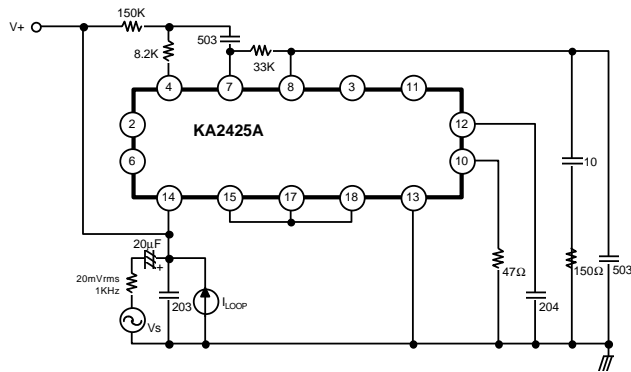 150K
V+
503
8.2K
33K
4
7
8
3
11
2
KA2425A
12
6
10
10
14
15
17
18
13
20μF
+
20mVrms
1KHz
203
ILOOP
47Ω
150Ω
503
204
Vs